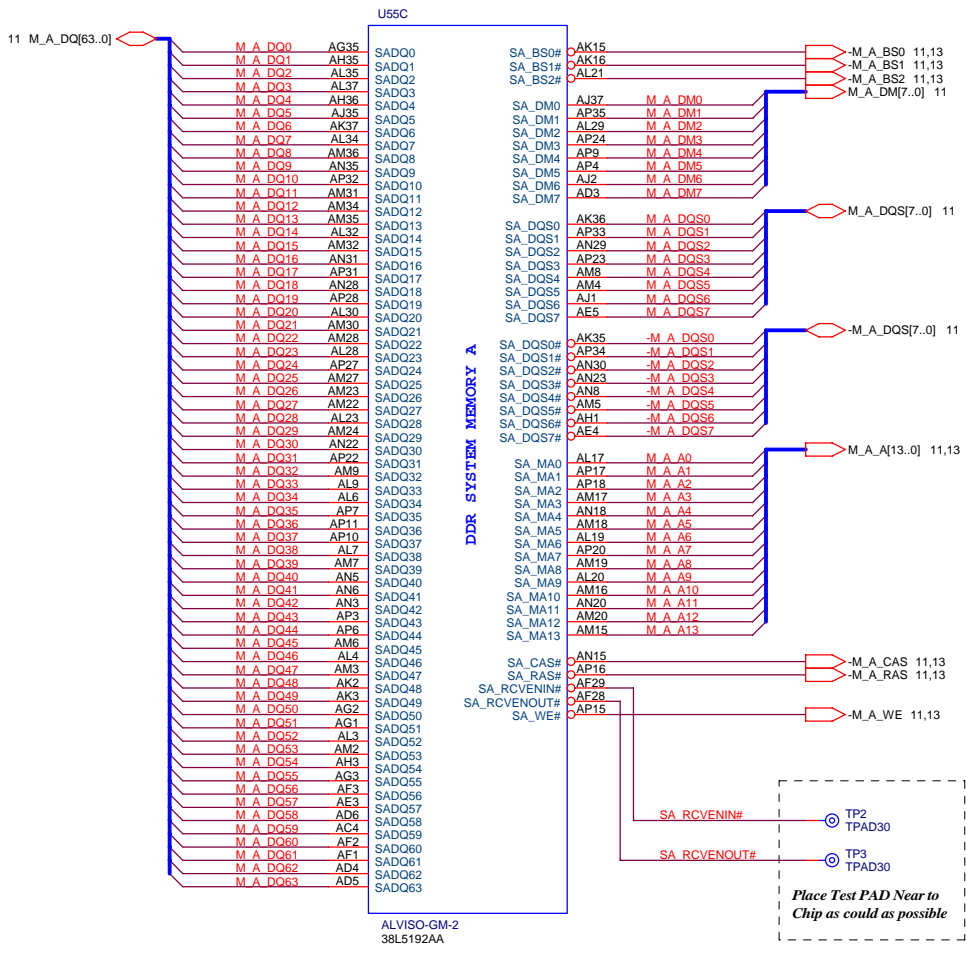 U55C
11 M_A_DQ[63..0]
M_A_DQ0 AG35 SADQ0
M_A_DQ1 AH35 SADQ1
M_A_DQ2 AL35 SADQ2
M_A_DQ3 AL37 SADQ3
M_A_DQ4 AH36 SADQ4
M_A_DQ5 AJ35 SADQ5
M_A_DQ6 AK37 SADQ6
M_A_DQ7 AL34 SADQ7
M_A_DQ8 AM36 SADQ8
M_A_DQ9 AN35 SADQ9
M_A_DQ10 AP32 SADQ10
M_A_DQ11 AM31 SADQ11
M_A_DQ12 AM34 SADQ12
M_A_DQ13 AM35 SADQ13
M_A_DQ14 AL32 SADQ14
M_A_DQ15 AM32 SADQ15
M_A_DQ16 AN31 SADQ16
M_A_DQ17 AP31 SADQ17
M_A_DQ18 AN28 SADQ18
M_A_DQ19 AP28 SADQ19
M_A_DQ20 AL30 SADQ20
M_A_DQ21 AM30 SADQ21
M_A_DQ22 AM28 SADQ22
M_A_DQ23 AL28 SADQ23
M_A_DQ24 AP27 SADQ24
M_A_DQ25 AM27 SADQ25
M_A_DQ26 AM23 SADQ26
M_A_DQ27 AM22 SADQ27
M_A_DQ28 AL23 SADQ28
M_A_DQ29 AM24 SADQ29
M_A_DQ30 AN22 SADQ30
M_A_DQ31 AP22 SADQ31
M_A_DQ32 AM9 SADQ32
M_A_DQ33 AL9 SADQ33
M_A_DQ34 AL6 SADQ34
M_A_DQ35 AP7 SADQ35
M_A_DQ36 AP11 SADQ36
M_A_DQ37 AP10 SADQ37
M_A_DQ38 AL7 SADQ38
M_A_DQ39 AM7 SADQ39
M_A_DQ40 AN5 SADQ40
M_A_DQ41 AN6 SADQ41
M_A_DQ42 AN3 SADQ42
M_A_DQ43 AP3 SADQ43
M_A_DQ44 AP6 SADQ44
M_A_DQ45 AM6 SADQ45
M_A_DQ46 AL4 SADQ46
M_A_DQ47 AM3 SADQ47
M_A_DQ48 AK2 SADQ48
M_A_DQ49 AK3 SADQ49
M_A_DQ50 AG2 SADQ50
M_A_DQ51 AG1 SADQ51
M_A_DQ52 AL3 SADQ52
M_A_DQ53 AM2 SADQ53
M_A_DQ54 AH3 SADQ54
M_A_DQ55 AG3 SADQ55
M_A_DQ56 AF3 SADQ56
M_A_DQ57 AE3 SADQ57
M_A_DQ58 AD6 SADQ58
M_A_DQ59 AC4 SADQ59
M_A_DQ60 AF2 SADQ60
M_A_DQ61 AF1 SADQ61
M_A_DQ62 AD4 SADQ62
M_A_DQ63 AD5 SADQ63
DDR SYSTEM MEMORY A
SA_BS0# AK15 -M_A_BS0 11,13
SA_BS1# AK16 -M_A_BS1 11,13
SA_BS2# AL21 -M_A_BS2 11,13
M_A_DM[7..0] 11
SA_DM0 AJ37 M_A_DM0
SA_DM1 AP35 M_A_DM1
SA_DM2 AL29 M_A_DM2
SA_DM3 AP24 M_A_DM3
SA_DM4 AP9 M_A_DM4
SA_DM5 AP4 M_A_DM5
SA_DM6 AJ2 M_A_DM6
SA_DM7 AD3 M_A_DM7
M_A_DQS[7..0] 11
SA_DQS0 AK36 M_A_DQS0
SA_DQS1 AP33 M_A_DQS1
SA_DQS2 AN29 M_A_DQS2
SA_DQS3 AP23 M_A_DQS3
SA_DQS4 AM8 M_A_DQS4
SA_DQS5 AM4 M_A_DQS5
SA_DQS6 AJ1 M_A_DQS6
SA_DQS7 AE5 M_A_DQS7
-M_A_DQS[7..0] 11
SA_DQS0# AK35 -M_A_DQS0
SA_DQS1# AP34 -M_A_DQS1
SA_DQS2# AN30 -M_A_DQS2
SA_DQS3# AN23 -M_A_DQS3
SA_DQS4# AN8 -M_A_DQS4
SA_DQS5# AM5 -M_A_DQS5
SA_DQS6# AH1 -M_A_DQS6
SA_DQS7# AE4 -M_A_DQS7
M_A_A[13..0] 11,13
SA_MA0 AL17 M_A_A0
SA_MA1 AP17 M_A_A1
SA_MA2 AP18 M_A_A2
SA_MA3 AM17 M_A_A3
SA_MA4 AN18 M_A_A4
SA_MA5 AM18 M_A_A5
SA_MA6 AL19 M_A_A6
SA_MA7 AP20 M_A_A7
SA_MA8 AM19 M_A_A8
SA_MA9 AL20 M_A_A9
SA_MA10 AM16 M_A_A10
SA_MA11 AN20 M_A_A11
SA_MA12 AM20 M_A_A12
SA_MA13 AM15 M_A_A13
SA_CAS# AN15 -M_A_CAS 11,13
SA_RAS# AP16 -M_A_RAS 11,13
SA_RCVENIN# AF29
SA_RCVENOUT# AF28
SA_WE# AP15 -M_A_WE 11,13
SA_RCVENIN# TP2
TPAD30
SA_RCVENOUT# TP3
TPAD30
Place Test PAD Near to
Chip as could as possible
ALVISO-GM-2
38L5192AA